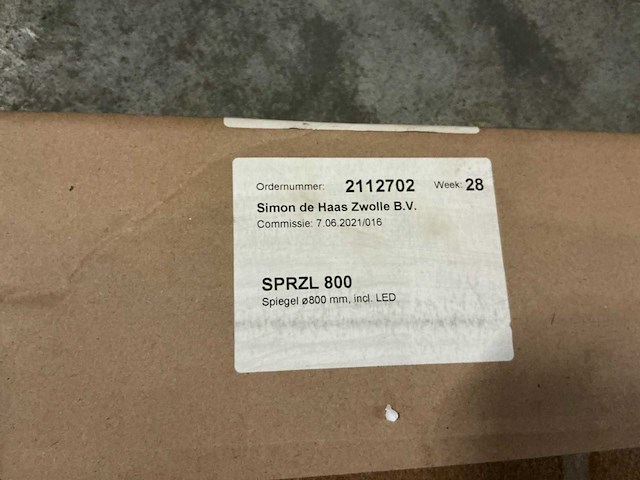 Ordernummer: 2112702 Week: 28
Simon de Haas Zwolle B.V.
Commissie: 7.06.2021/016
SPRZL 800
Spiegel ø800 mm, incl. LED